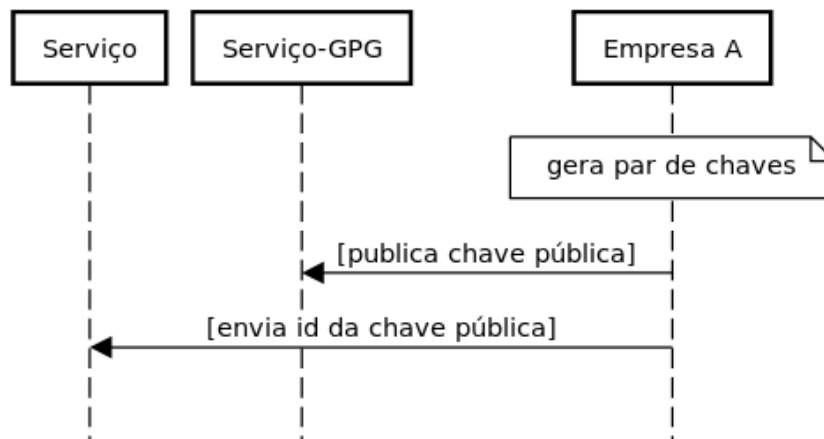 Serviço
Serviço-GPG
Empresa A
gera par de chaves
[publica chave pública]
[envia id da chave pública]